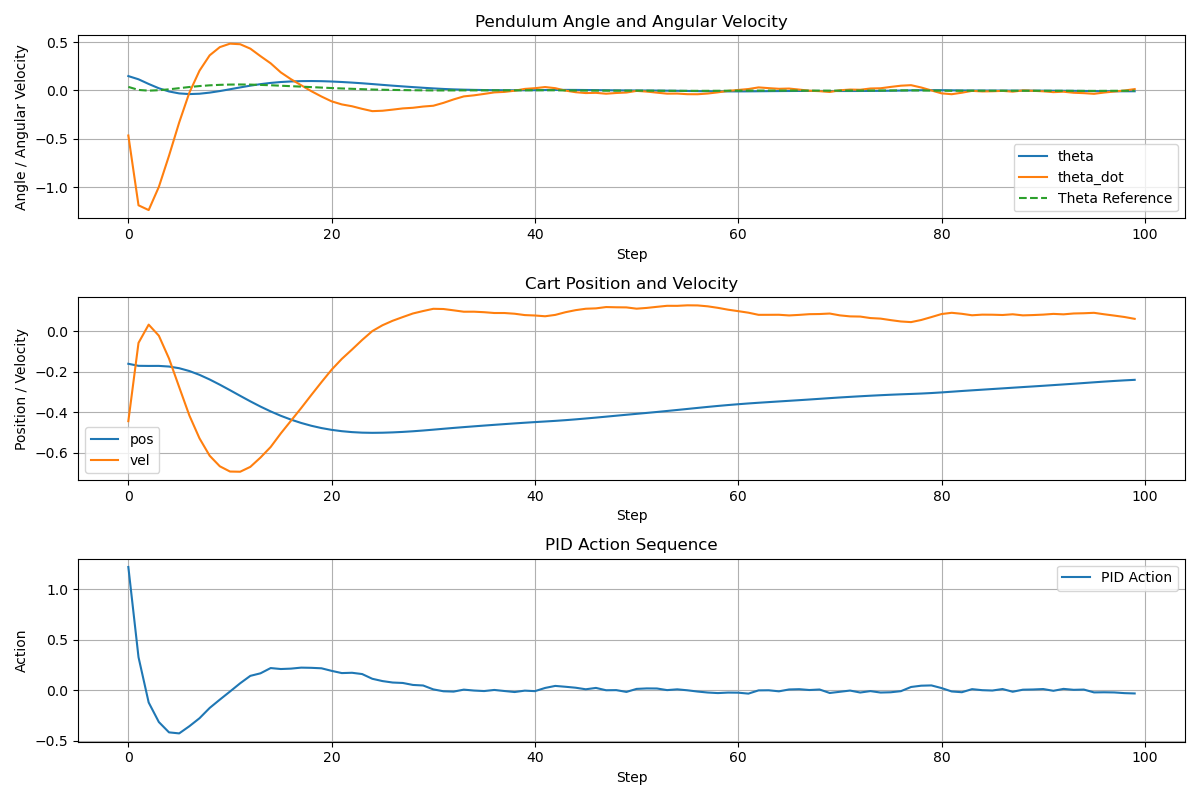 Pendulum Angle and Angular Velocity
Angle / Angular Velocity
0.5
0.0
−0.5
−1.0
theta
theta_dot
Theta Reference
0 20 40 60 80 100
Step
Cart Position and Velocity
Position / Velocity
0.0
−0.2
−0.4
−0.6
pos
vel
0 20 40 60 80 100
Step
PID Action Sequence
Action
1.0
0.5
0.0
−0.5
PID Action
0 20 40 60 80 100
Step